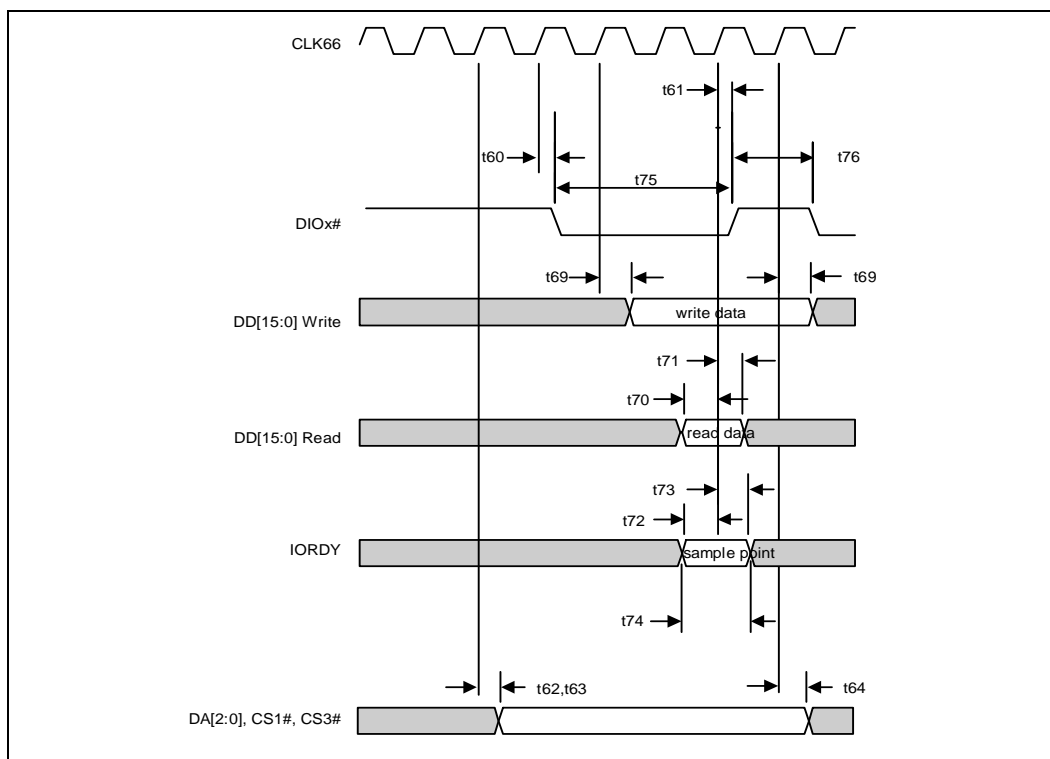 CLK66
t61
t60
t76
t75
DIOx#
t69
t69
write data
DD[15:0] Write
t71
t70
read data
DD[15:0] Read
t73
t72
IORDY
sample point
t74
t62,t63
t64
DA[2:0], CS1#, CS3#